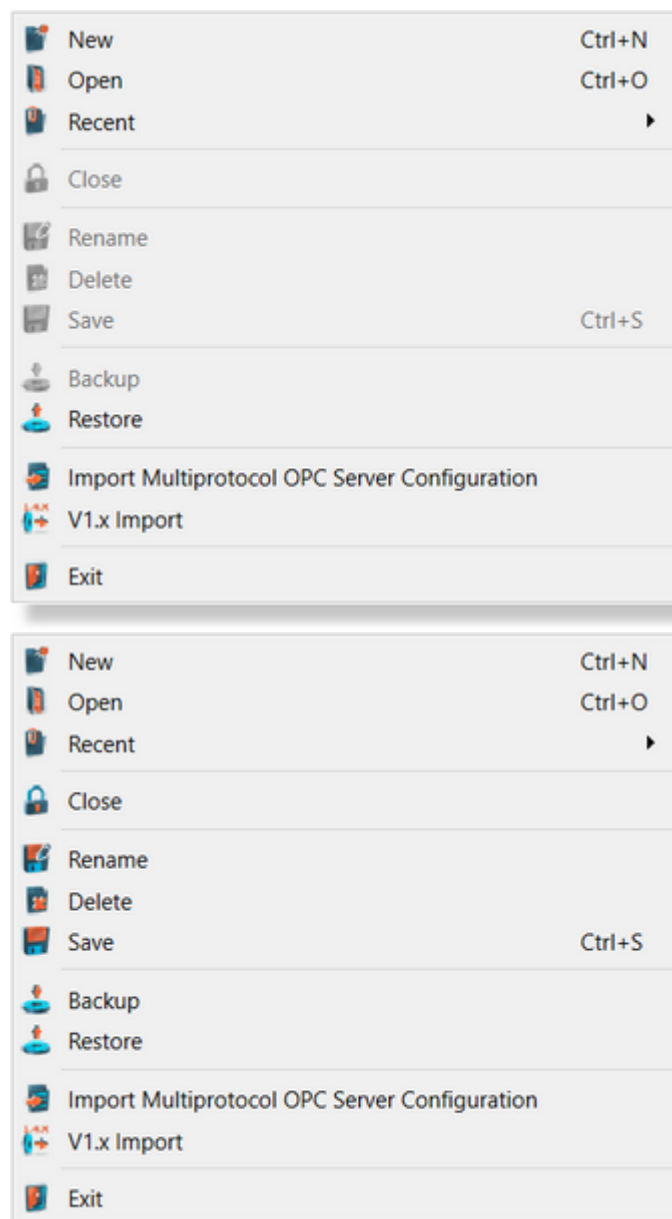 New Ctrl+N
Open Ctrl+O
Recent
Close
Rename
Delete
Save Ctrl+S
Backup
Restore
Import Multiprotocol OPC Server Configuration
V1.x Import
Exit
New Ctrl+N
Open Ctrl+O
Recent
Close
Rename
Delete
Save Ctrl+S
Backup
Restore
Import Multiprotocol OPC Server Configuration
V1.x Import
Exit